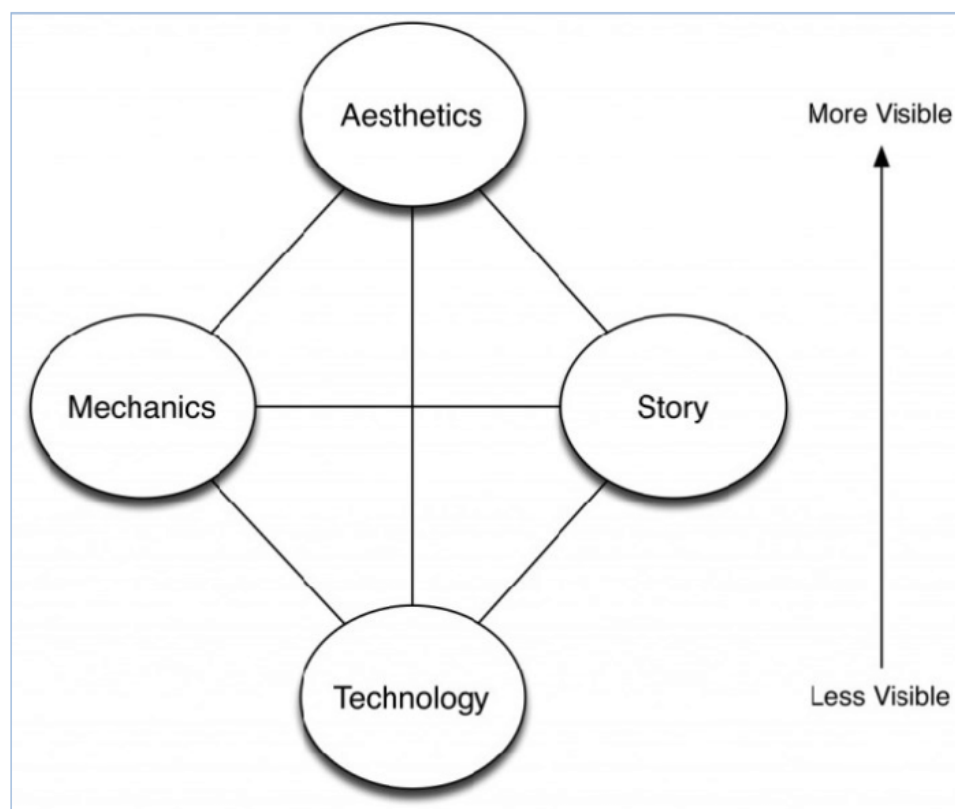 Aesthetics
More Visible
Mechanics
Story
Technology
Less Visible